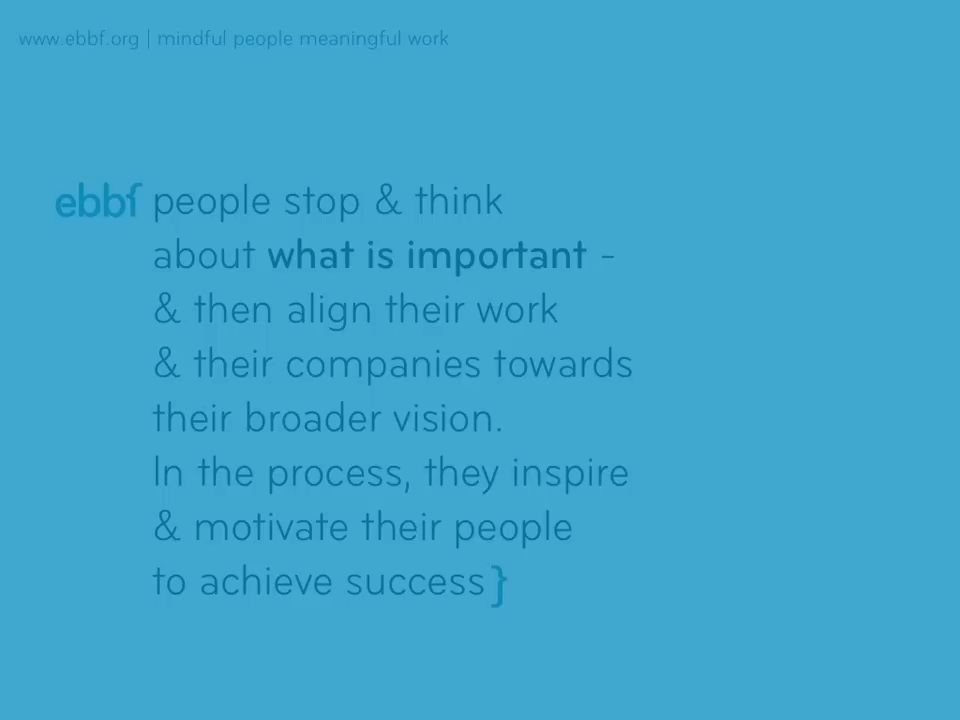 www.ebbf.org | mindful people meaningful work
ebbf people stop & think
about what is important -
& then align their work
& their companies towards
their broader vision.
In the process, they inspire
& motivate their people
to achieve success}